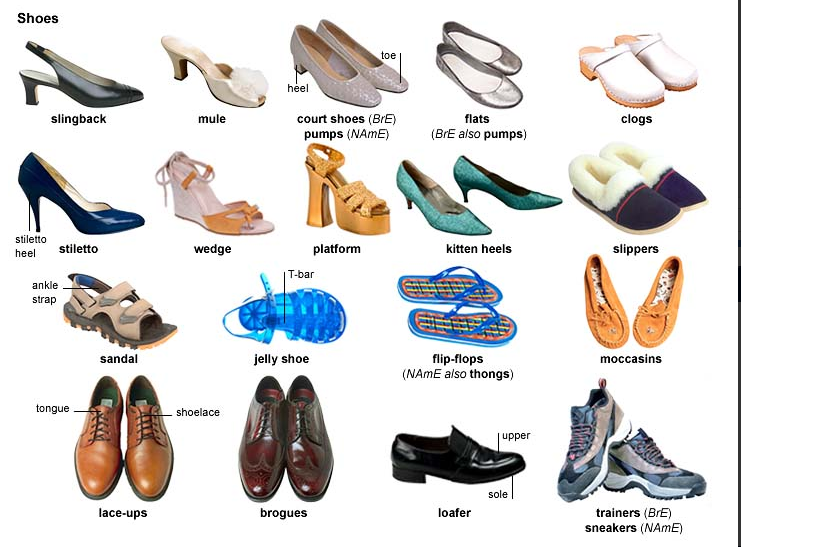 Shoes
toe
heel
slingback
mule
court shoes (BrE)
pumps (NAmE)
flats
(BrE also pumps)
clogs
stiletto
heel
stiletto
wedge
platform
kitten heels
slippers
ankle
strap
T-bar
sandal
jelly shoe
flip-flops
(NAmE also thongs)
moccasins
tongue
shoelace
upper
sole
lace-ups
brogues
loafer
trainers (BrE)
sneakers (NAmE)